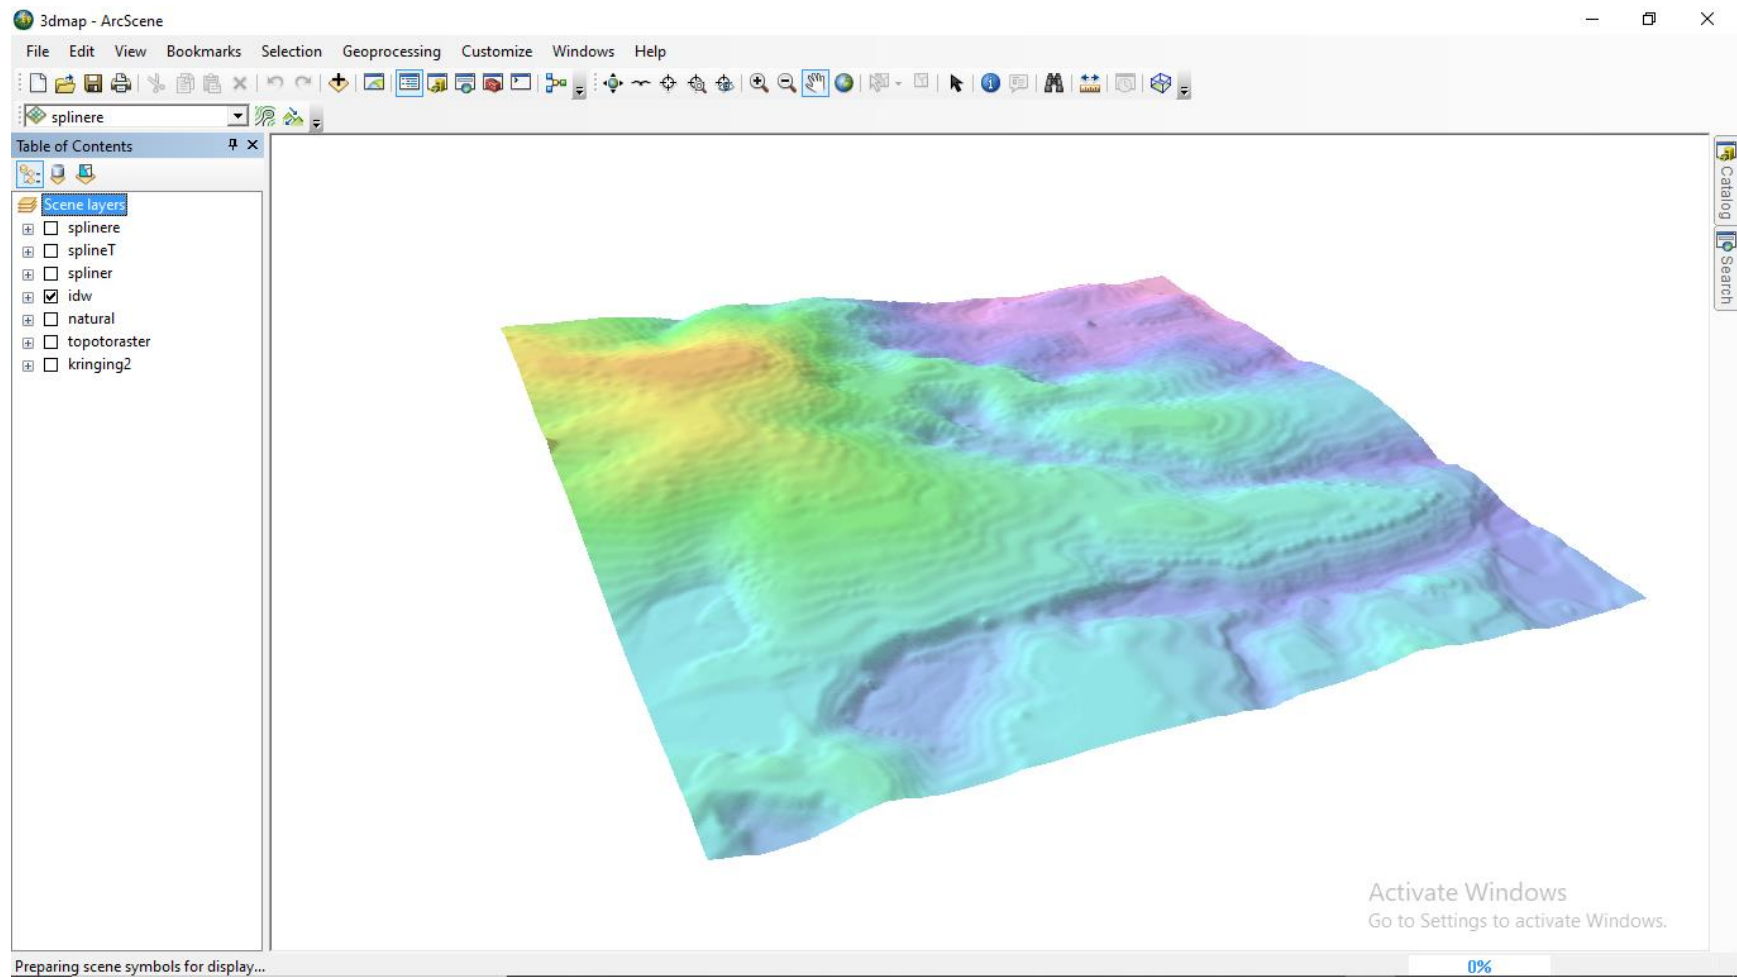 3dmap - ArcScene
File Edit View Bookmarks Selection Geoprocessing Customize Windows Help
splinere
Table of Contents
Scene layers
splinere
splineT
spliner
idw
natural
topotoraster
kringing2
Catalog
Search
Activate Windows
Go to Settings to activate Windows.
Preparing scene symbols for display...
0%